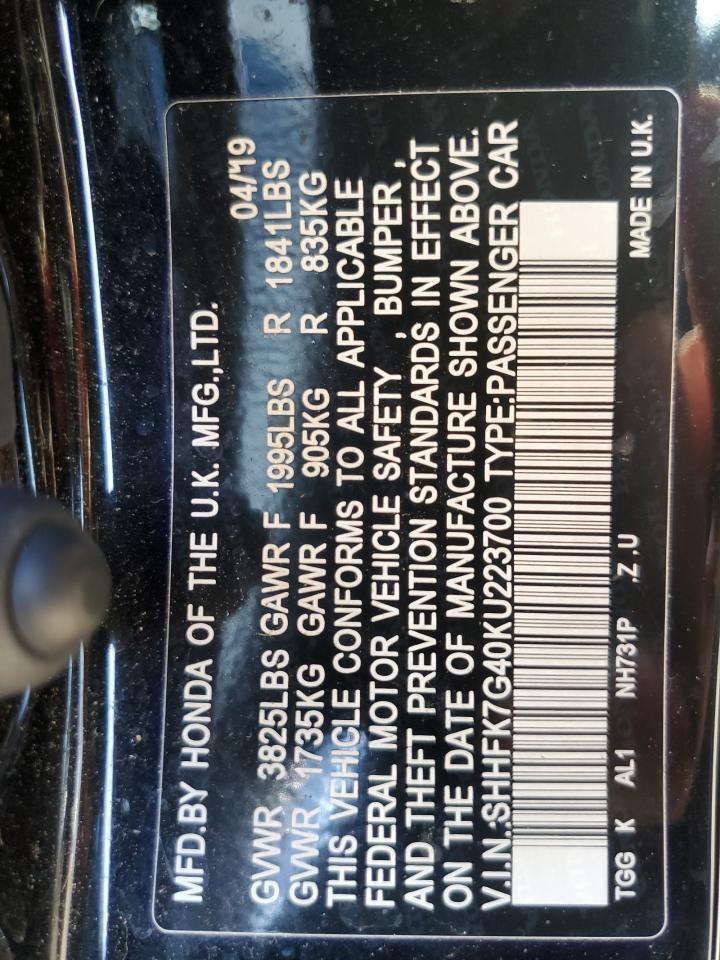 MFD.BY HONDA OF THE U.K. MFG.,LTD.
04/19
GVWR 3825LBS GAWR F 1995LBS R 1841LBS
GVWR 1735KG GAWR F 905KG R 835KG
THIS VEHICLE CONFORMS TO ALL APPLICABLE
FEDERAL MOTOR VEHICLE SAFETY , BUMPER ,
AND THEFT PREVENTION STANDARDS IN EFFECT
ON THE DATE OF MANUFACTURE SHOWN ABOVE.
V.I.N.:SHHFK7G40KU223700 TYPE:PASSENGER CAR
TGG K AL1 NH731P .Z .U MADE IN U.K.